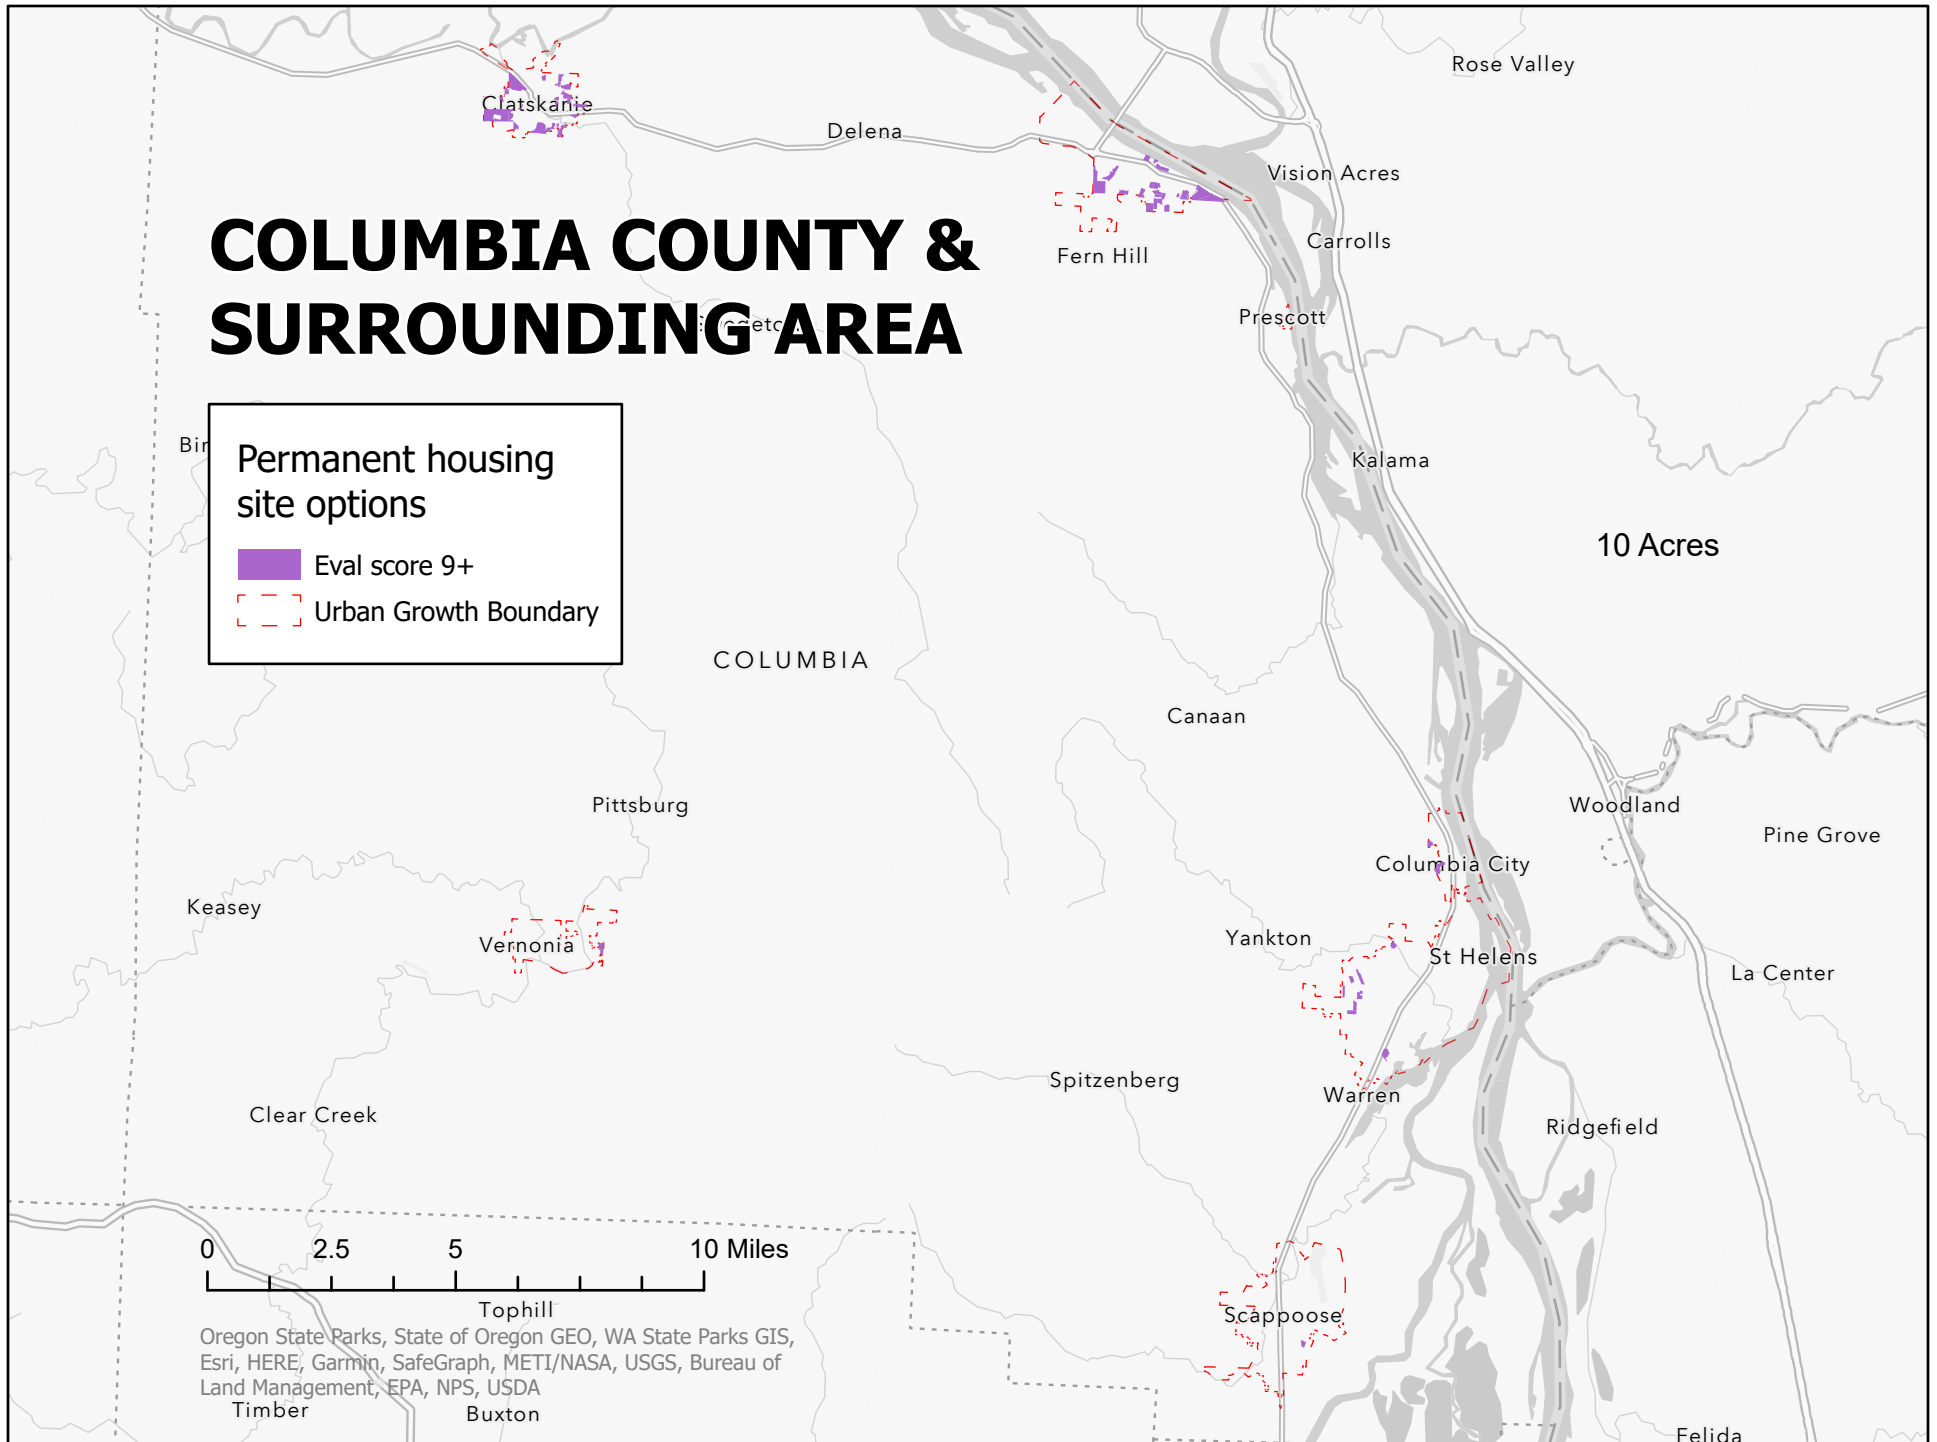 Rose Valley
Clatskanie
Delena
Vision Acres
COLUMBIA COUNTY &
SURROUNDING AREA
Carrolls
Fern Hill
Prescott
Kalama
Permanent housing
site options
Eval score 9+
Urban Growth Boundary
10 Acres
COLUMBIA
Canaan
Pittsburg
Woodland
Pine Grove
Columbia City
Keasey
Vernonia
Yankton
St Helens
La Center
Spitzenberg
Warren
Clear Creek
Ridgefield
0 2.5 5 10 Miles
Tophill
Scappoose
Oregon State Parks, State of Oregon GEO, WA State Parks GIS,
Esri, HERE, Garmin, SafeGraph, METI/NASA, USGS, Bureau of
Land Management, EPA, NPS, USDA
Timber
Buxton
Felida